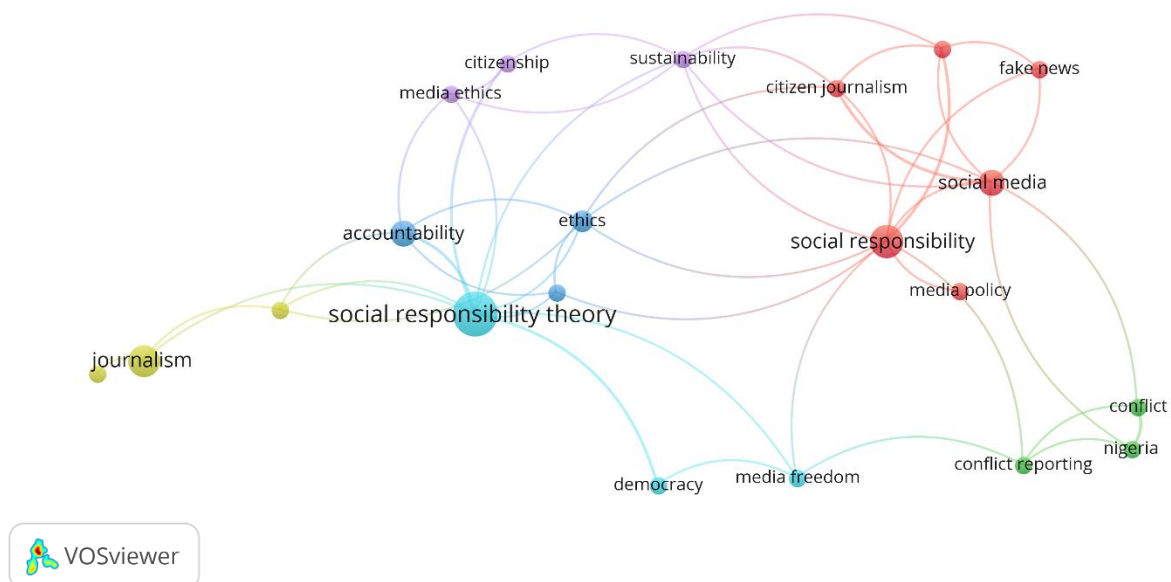 citizenship
sustainability
fake news
media ethics
citizen journalism
social media
accountability
ethics
social responsibility
media policy
social responsibility theory
journalism
conflict
nigeria
conflict reporting
media freedom
democracy
VOSviewer